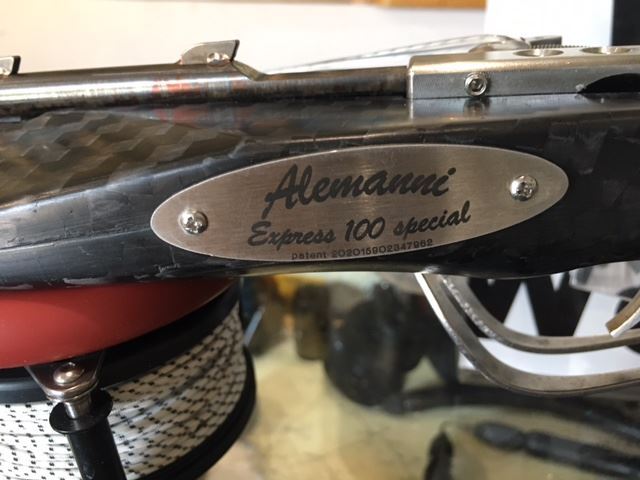 Alemanni
Express 100 special
patent 202015902347962